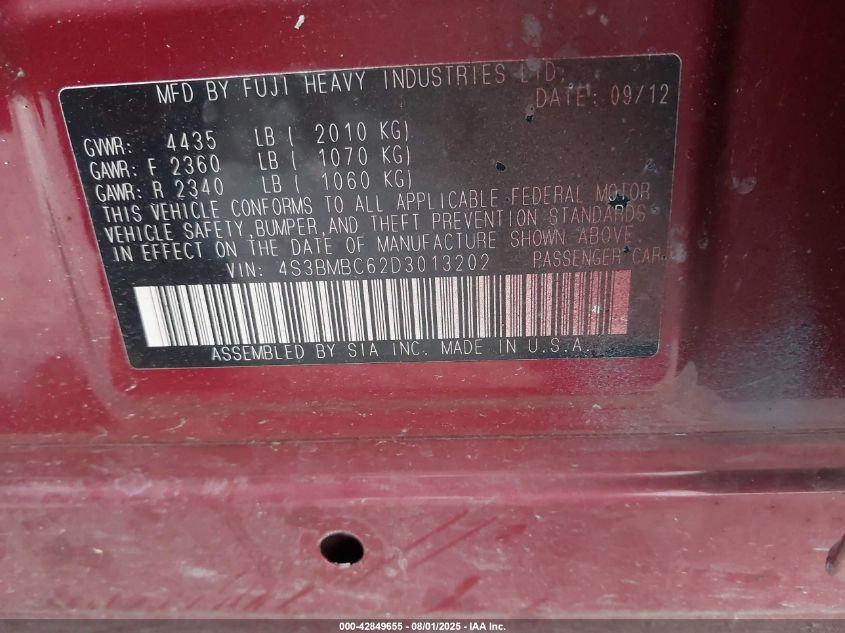 MFD BY FUJI HEAVY INDUSTRIES LTD.
DATE: 09/12
GVWR: 4435 LB ( 2010 KG)
GAWR: F 2360 LB ( 1070 KG)
GAWR: R 2340 LB ( 1060 KG)
THIS VEHICLE CONFORMS TO ALL APPLICABLE FEDERAL MOTOR
VEHICLE SAFETY, BUMPER, AND THEFT PREVENTION STANDARDS
IN EFFECT ON THE DATE OF MANUFACTURE SHOWN ABOVE
VIN: 4S3BMBC62D3013202 PASSENGER CAR
ASSEMBLED BY SIA INC. MADE IN U.S.A.
000-42849655 - 08/01/2025 - IAA Inc.